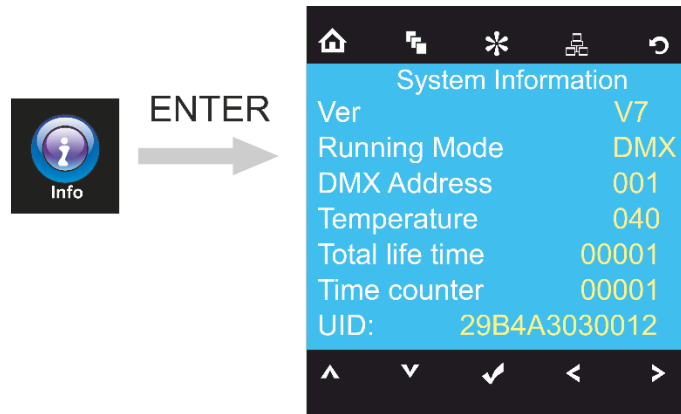 Info
ENTER
System Information
Ver V7
Running Mode DMX
DMX Address 001
Temperature 040
Total life time 00001
Time counter 00001
UID: 29B4A3030012